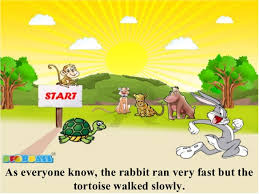 START
As everyone know, the rabbit ran very fast but the
tortoise walked slowly.